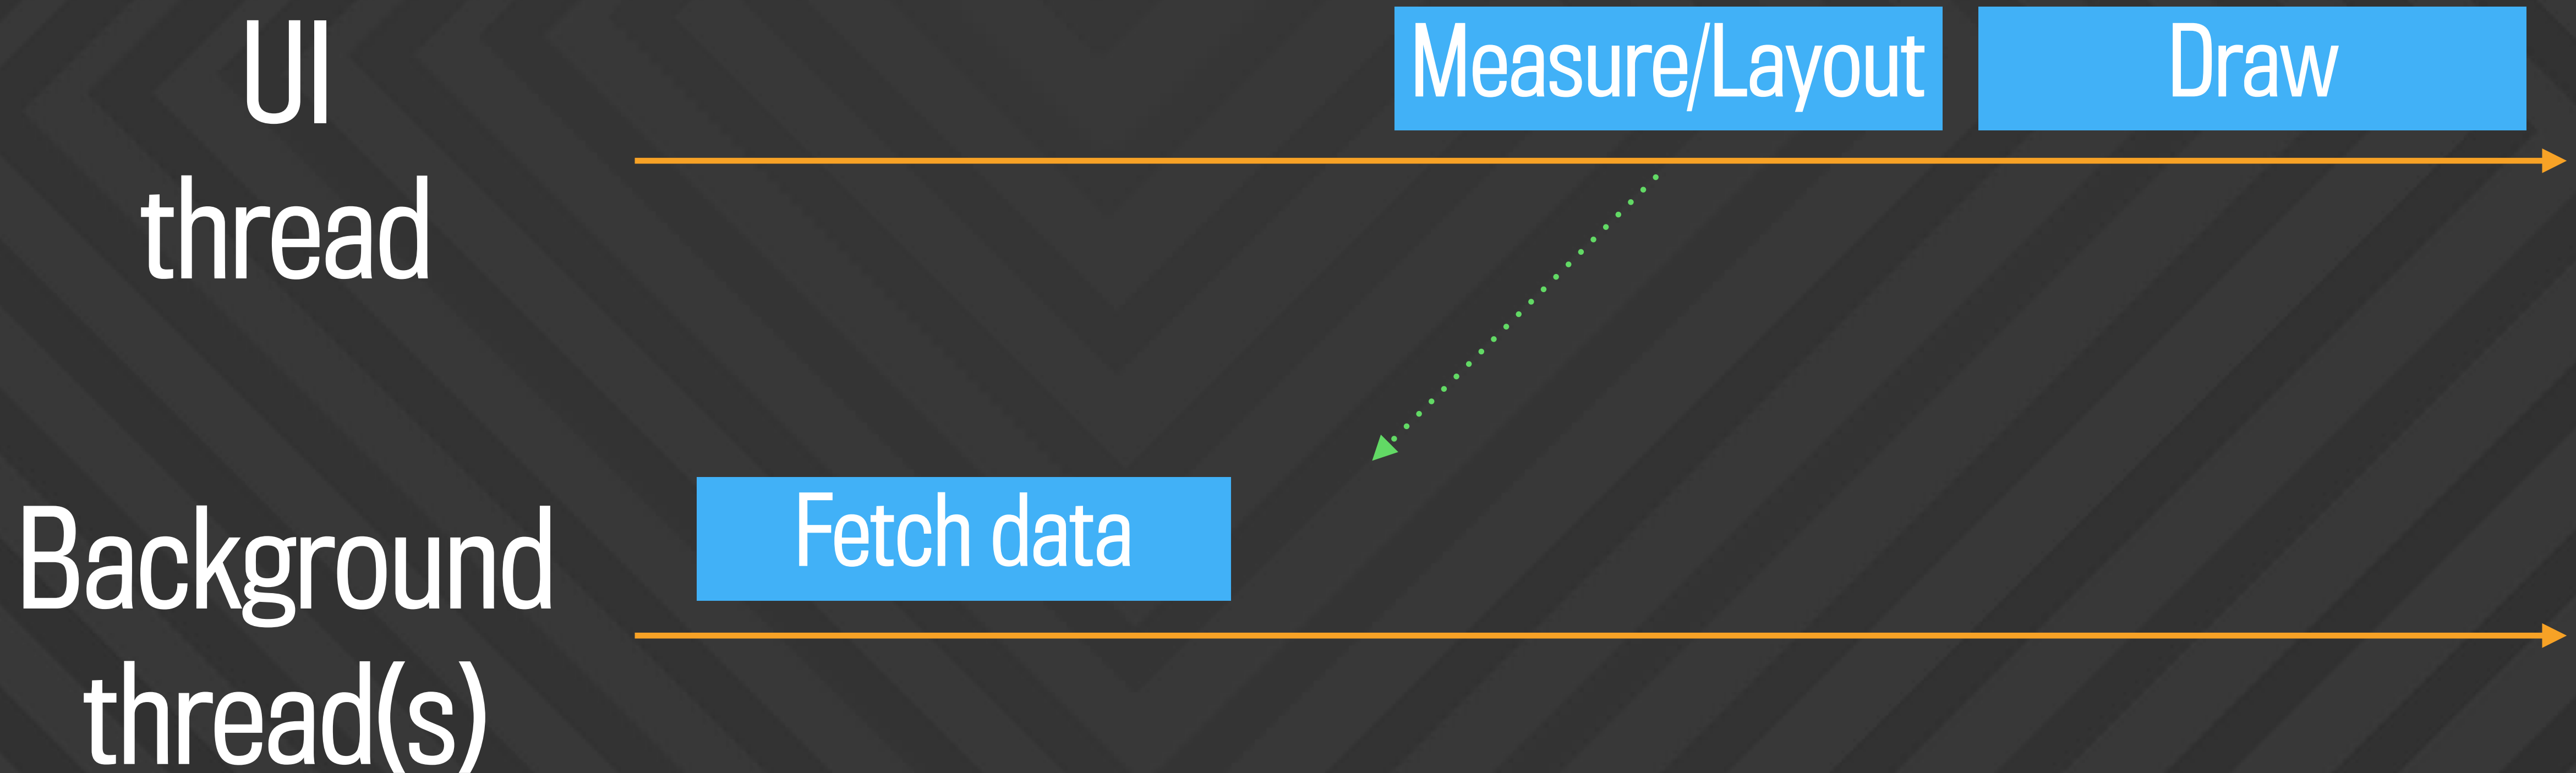 UI
thread
Measure/Layout
Draw
Background
thread(s)
Fetch data